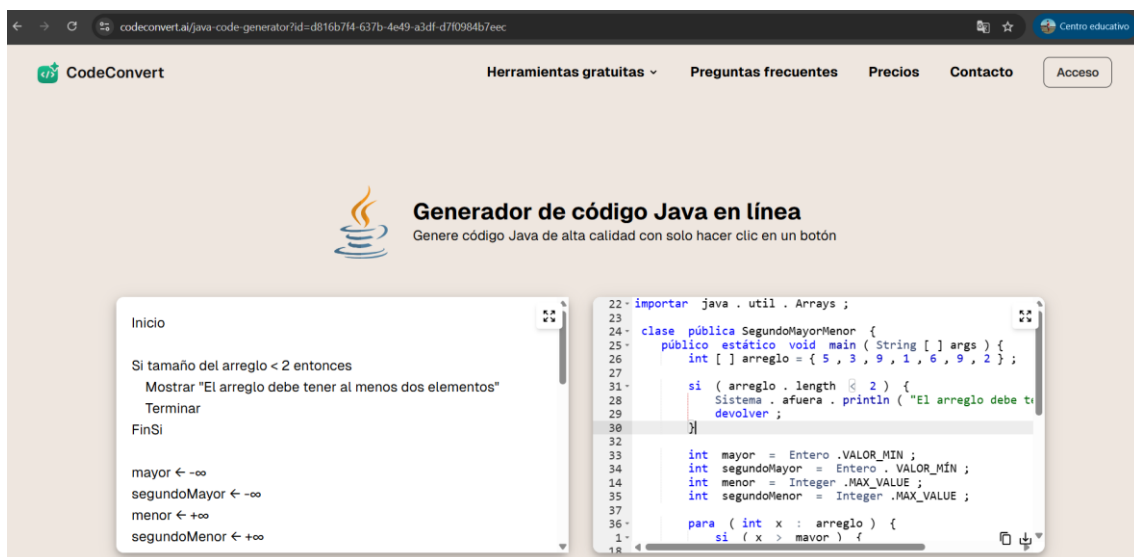 codeconvert.ai/java-code-generator?id=d816b7f4-637b-4e49-a3df-d7f0984b7eec
Centro educativo
CodeConvert
Herramientas gratuitas
Preguntas frecuentes
Precios
Contacto
Acceso
Generador de código Java en línea
Genere código Java de alta calidad con solo hacer clic en un botón
Inicio
Si tamaño del arreglo < 2 entonces
Mostrar "El arreglo debe tener al menos dos elementos"
Terminar
FinSi
mayor ← -∞
segundoMayor ← -∞
menor ← +∞
segundoMenor ← +∞
22 importar java . util . Arrays ;
23
24 clase pública SegundoMayorMenor {
25 público estático void main ( String [ ] args ) {
26 int [ ] arreglo = { 5 , 3 , 9 , 1 , 6 , 9 , 2 } ;
27
31 si ( arreglo . length < 2 ) {
28 Sistema . afuera . println ( "El arreglo debe te
29 devolver ;
30 }
32
33 int mayor = Entero .VALOR_MIN ;
34 int segundoMayor = Entero . VALOR_MÍN ;
14 int menor = Integer .MAX_VALUE ;
35 int segundoMenor = Integer .MAX_VALUE ;
37
36 para ( int x : arreglo ) {
1 si ( x > mayor ) {
18